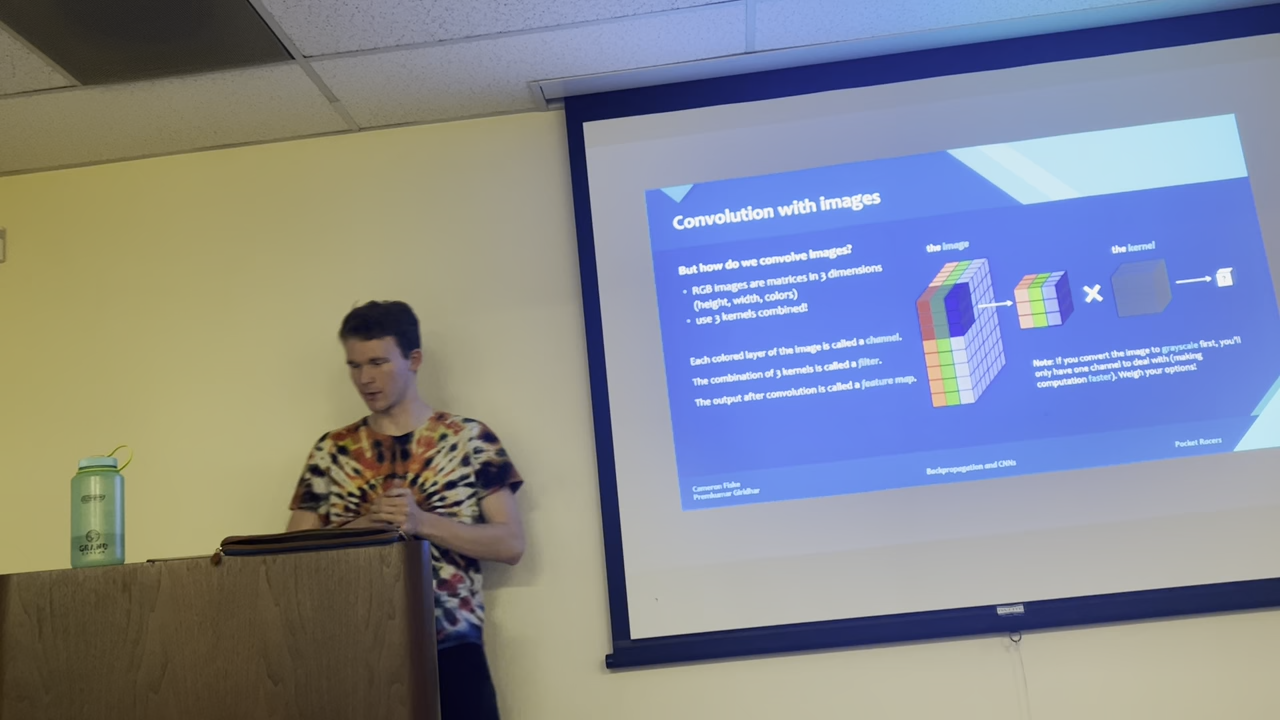 Convolution with images
But how do we convolve images?
• RGB images are matrices in 3 dimensions
(height, width, colors)
• use 3 kernels combined!
Each colored layer of the image is called a channel.
The combination of 3 kernels is called a filter.
The output after convolution is called a feature map.
the image
the kernel
Note: If you convert the image to grayscale first, you'll
only have one channel to deal with (making
computation faster). Weigh your options!
Cameron Fiske
Premkumar Giridhar
Backpropagation and CNNs
Pocket Racers
GRAND